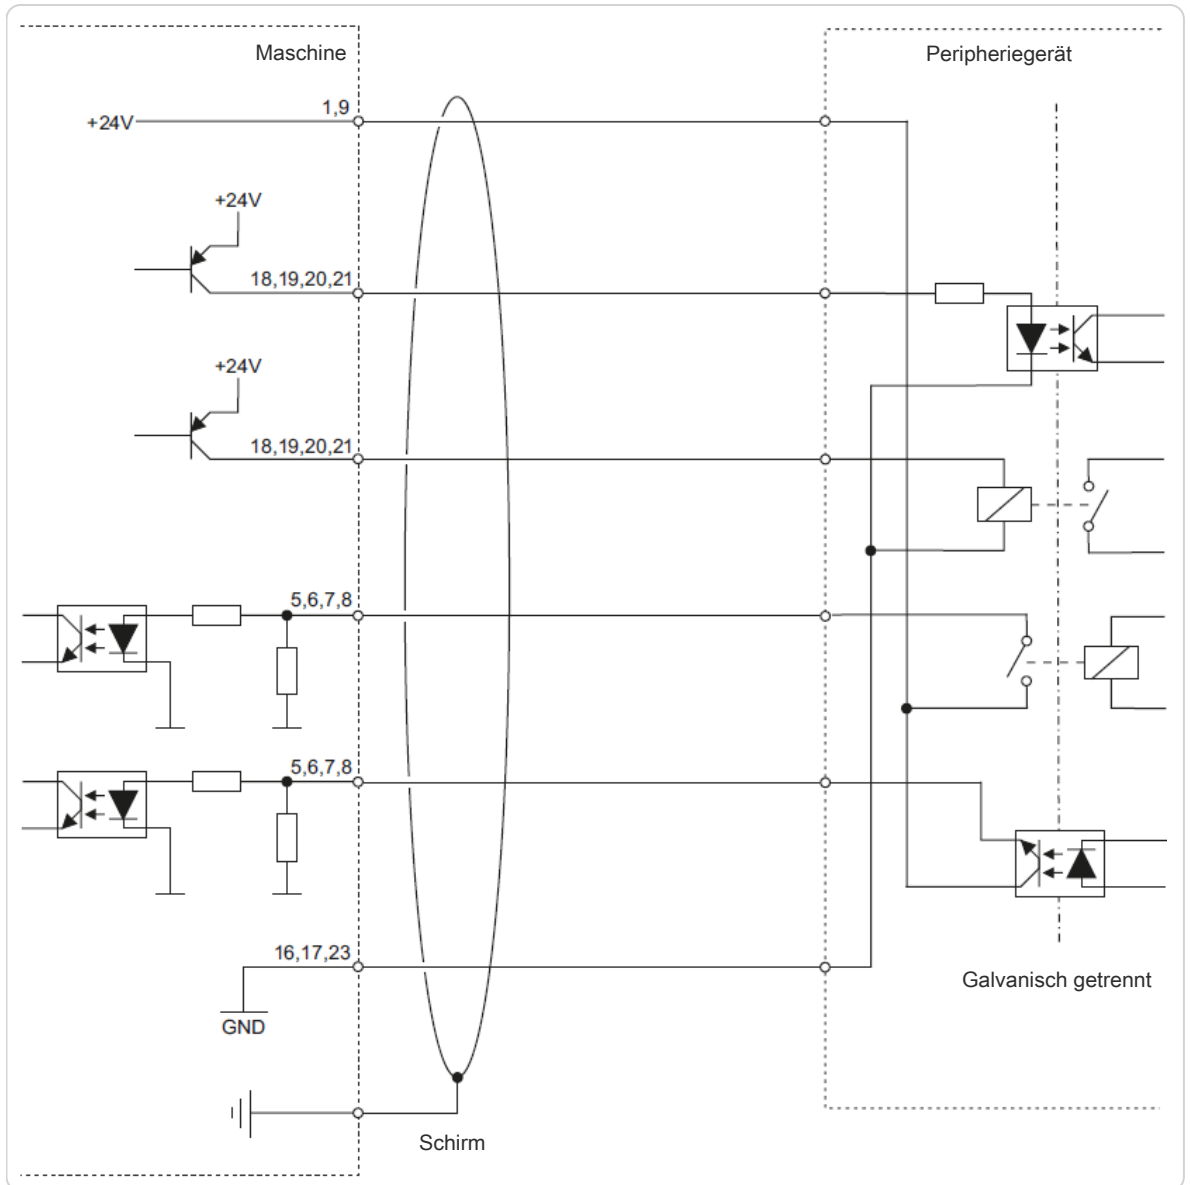 Maschine
Peripheriegerät
1,9
+24V
+24V
18,19,20,21
+24V
18,19,20,21
5,6,7,8
5,6,7,8
16,17,23
Galvanisch getrennt
GND
Schirm